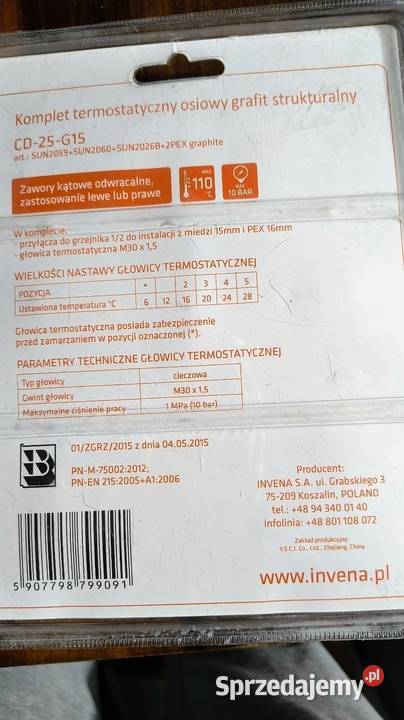 Komplet termostatyczny osiowy grafit strukturalny
CD-25-G15
art.: SUN2059+SUN2060+SUN2026B+2PEX graphite
Zawory kątowe odwracalne,
zastosowanie lewe lub prawe
MAX
110
°C
MAX
10 BAR
W komplecie:
- przyłącza do grzejnika 1/2 do instalacji z miedzi 15mm i PEX 16mm
- głowica termostatyczna M30 x 1,5
WIELKOŚCI NASTAWY GŁOWICY TERMOSTATYCZNEJ
POZYCJA * 2 3 4 5
Ustawiona temperatura °C 6 12 16 20 24 28
Głowica termostatyczna posiada zabezpieczenie
przed zamarzaniem w pozycji oznaczonej (*).
PARAMETRY TECHNICZNE GŁOWICY TERMOSTATYCZNEJ
Typ głowicy cieczowa
Gwint głowicy M30 x 1,5
Maksymalne ciśnienie pracy 1 MPa (10 bar)
B
01/ZGRZ/2015 z dnia 04.05.2015
PN-M-75002:2012;
PN-EN 215:2005+A1:2006
Producent:
INVENA S.A. ul. Grabskiego 3
75-209 Koszalin, POLAND
tel.: +48 94 340 01 40
infolinia: +48 801 108 072
Zakład produkcyjny:
Y.S.C.I. Co., Ltd., Zhejiang, Chiny
5 907798 799091
www.invena.pl
Sprzedajemy.pl